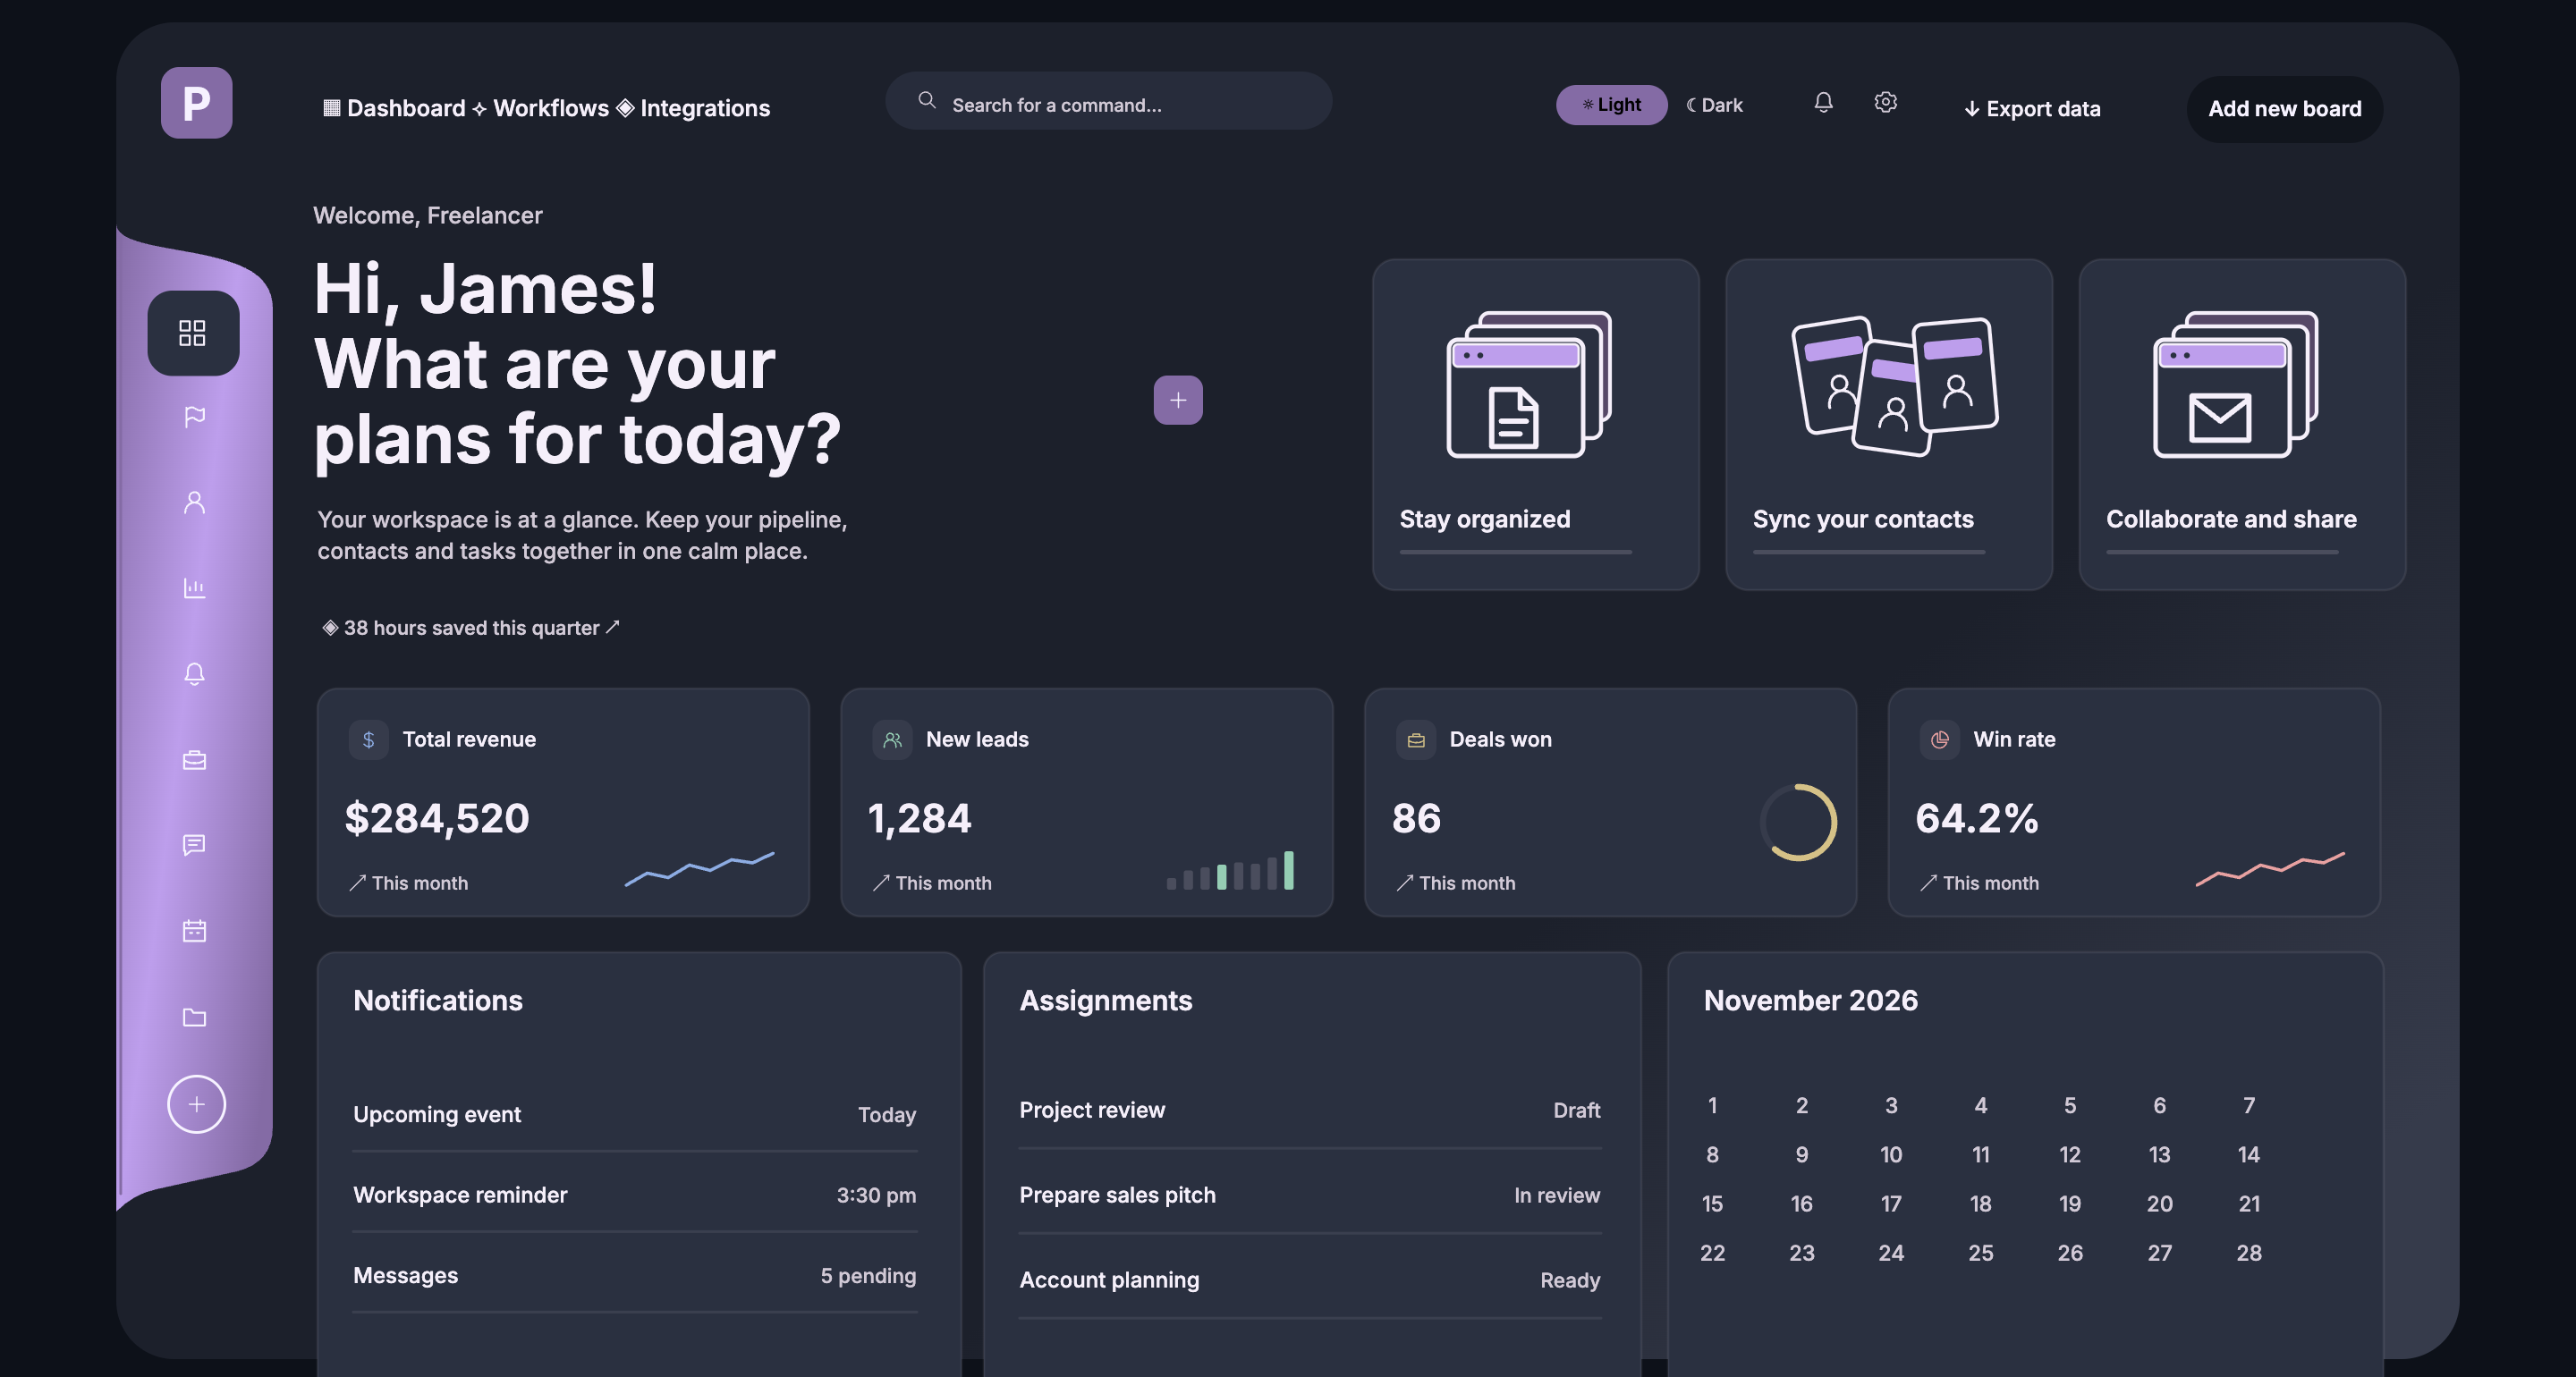 P
Dashboard Workflows Integrations
Search for a command...
Light
Dark
Export data
Add new board
Welcome, Freelancer
Hi, James!
What are your
plans for today?
Your workspace is at a glance. Keep your pipeline,
contacts and tasks together in one calm place.
38 hours saved this quarter
Stay organized
Sync your contacts
Collaborate and share
Total revenue
$284,520
This month
New leads
1,284
This month
Deals won
86
This month
Win rate
64.2%
This month
Notifications
Upcoming event Today
Workspace reminder 3:30 pm
Messages 5 pending
Assignments
Project review Draft
Prepare sales pitch In review
Account planning Ready
November 2026
1 2 3 4 5 6 7
8 9 10 11 12 13 14
15 16 17 18 19 20 21
22 23 24 25 26 27 28